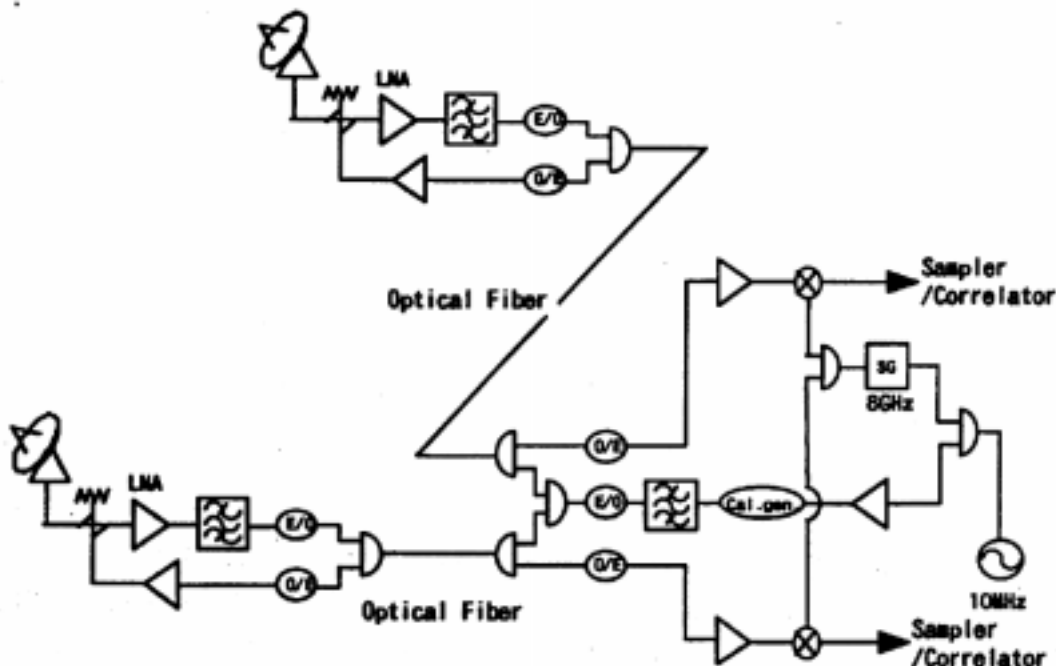 LNA
E/O
O/E
Optical Fiber
Sampler
/Correlator
SG
8GHz
O/E
LNA
E/O
E/O
Cal.gen
O/E
O/E
10MHz
Optical Fiber
Sampler
/Correlator